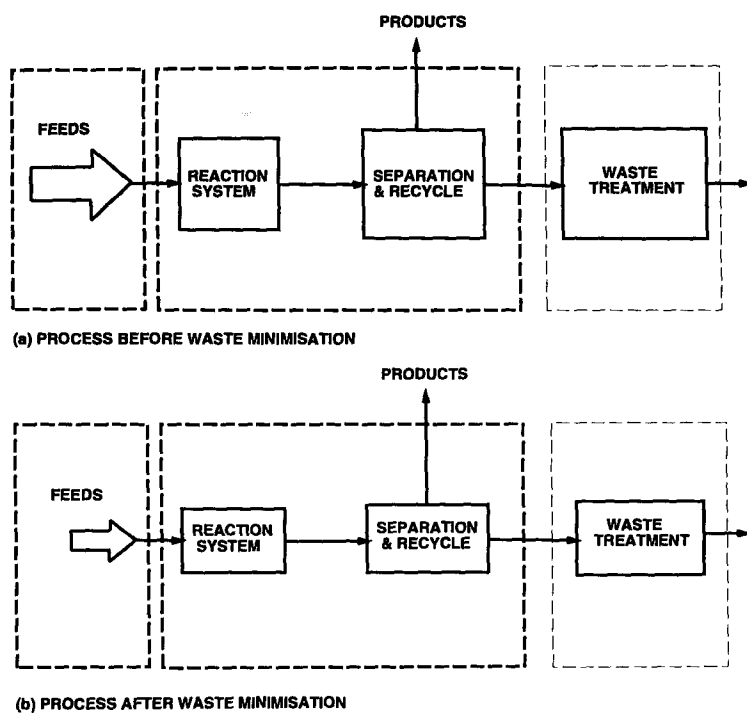 PRODUCTS
FEEDS
REACTION
SYSTEM
SEPARATION
& RECYCLE
WASTE
TREATMENT
(a) PROCESS BEFORE WASTE MINIMISATION
PRODUCTS
FEEDS
REACTION
SYSTEM
SEPARATION
& RECYCLE
WASTE
TREATMENT
(b) PROCESS AFTER WASTE MINIMISATION